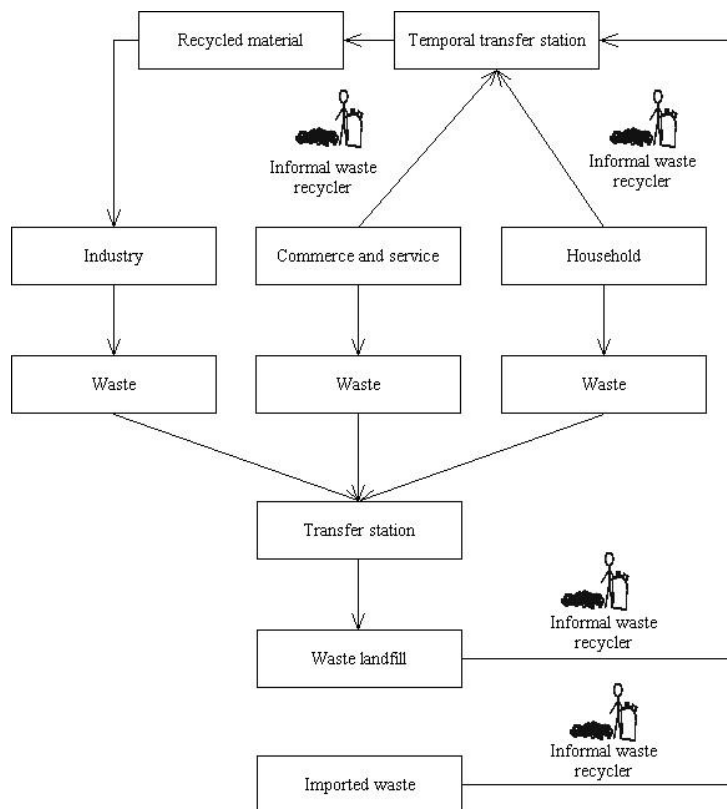 Recycled material
Temporal transfer station
Informal waste
recycler
Informal waste
recycler
Industry
Commerce and service
Household
Waste
Waste
Waste
Transfer station
Informal waste
recycler
Waste landfill
Informal waste
recycler
Imported waste